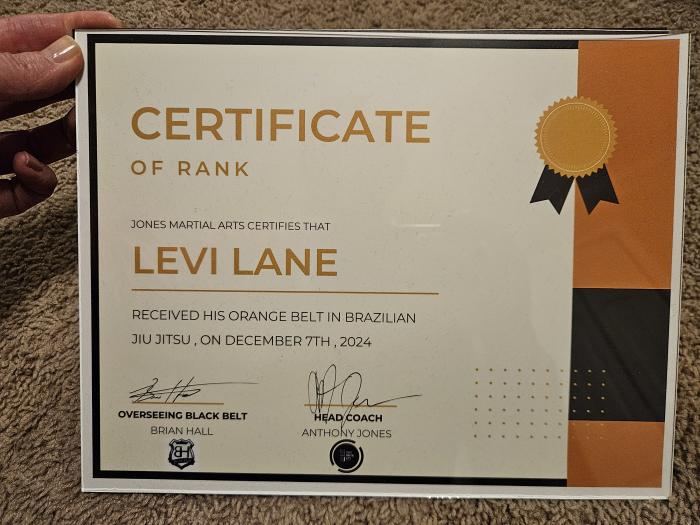 CERTIFICATE
OF RANK
JONES MARTIAL ARTS CERTIFIES THAT
LEVI LANE
RECEIVED HIS ORANGE BELT IN BRAZILIAN
JIU JITSU , ON DECEMBER 7TH , 2024
OVERSEEING BLACK BELT
BRIAN HALL
BH
HEAD COACH
ANTHONY JONES